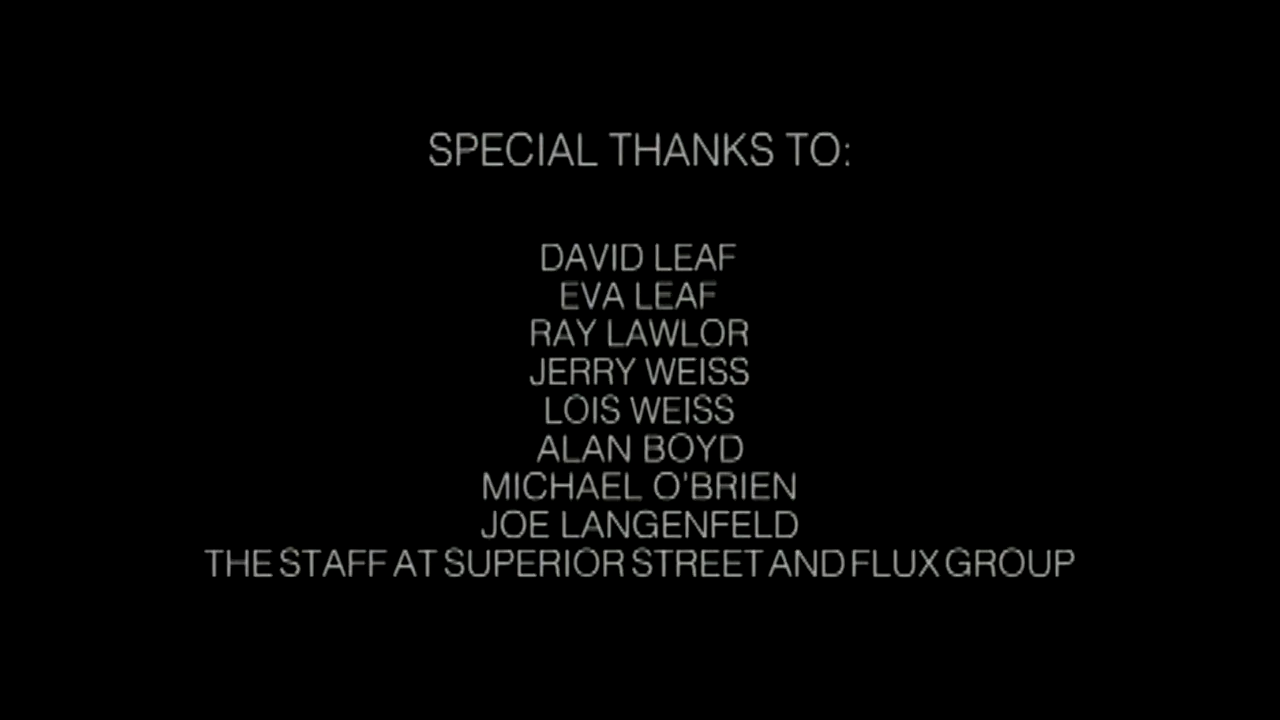 SPECIAL THANKS TO:
DAVID LEAF
EVA LEAF
RAY LAWLOR
JERRY WEISS
LOIS WEISS
ALAN BOYD
MICHAEL O'BRIEN
JOE LANGENFELD
THE STAFF AT SUPERIOR STREET AND FLUX GROUP